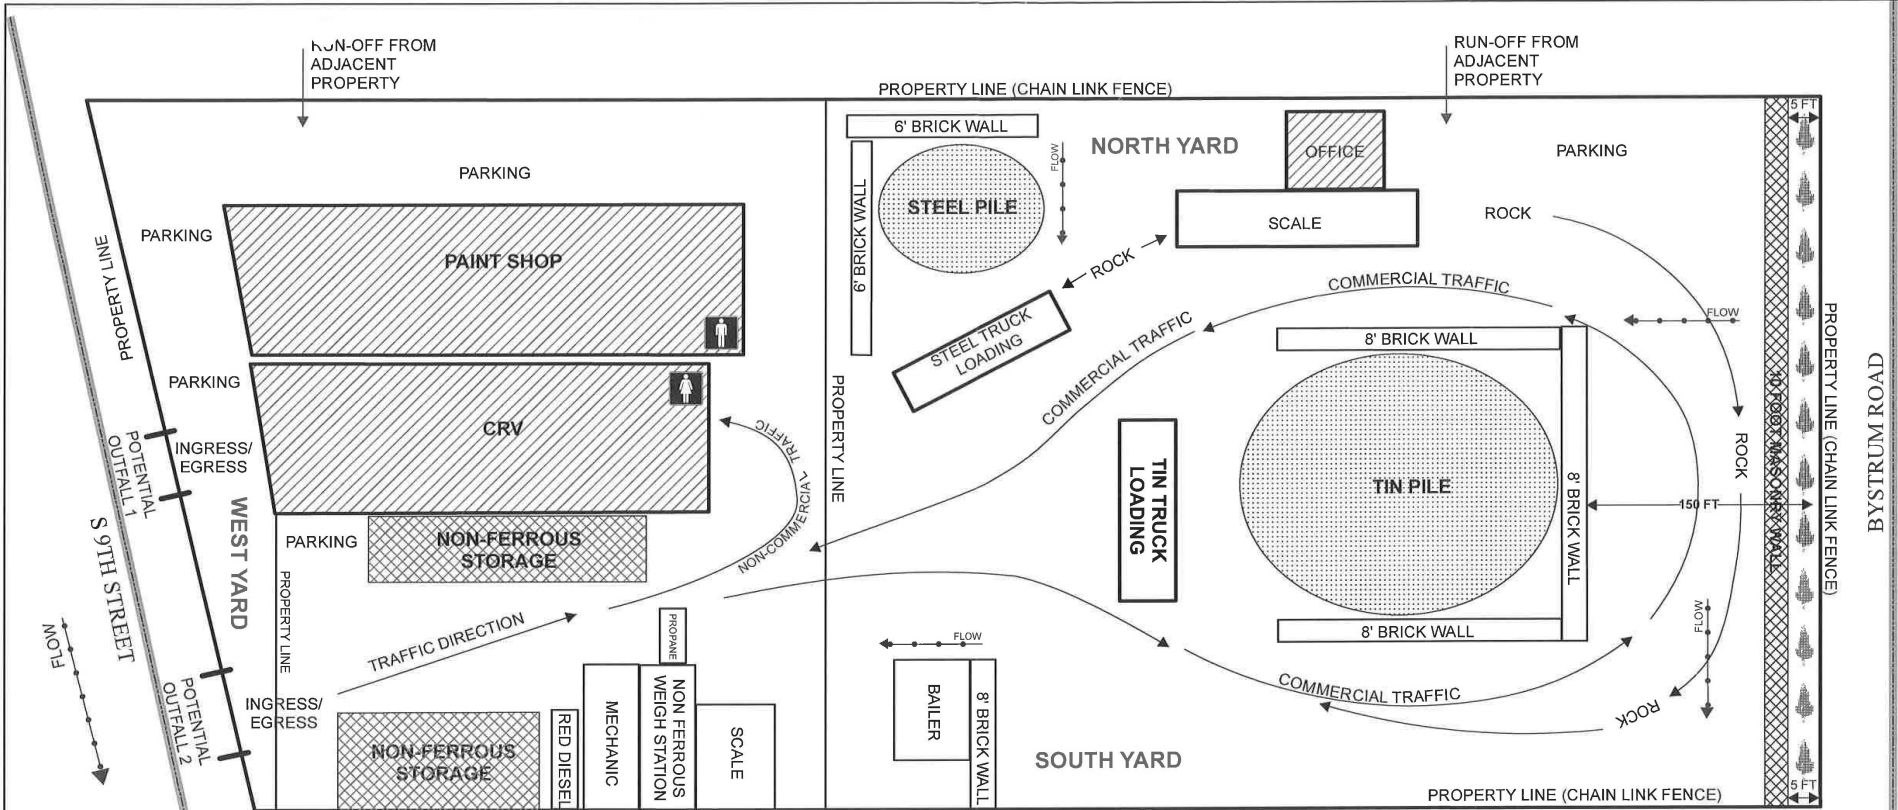 RUN-OFF FROM
ADJACENT
PROPERTY
RUN-OFF FROM
ADJACENT
PROPERTY
PROPERTY LINE (CHAIN LINK FENCE)
5 FT
6' BRICK WALL
NORTH YARD
OFFICE
PARKING
PARKING
FLOW
6' BRICK WALL
STEEL PILE
SCALE
ROCK
PARKING
PROPERTY LINE
PAINT SHOP
ROCK
COMMERCIAL TRAFFIC
FLOW
STEEL TRUCK
LOADING
COMMERCIAL TRAFFIC
8' BRICK WALL
PARKING
PROPERTY LINE
CRV
NON-COMMERCIAL TRAFFIC
INGRESS/
EGRESS
POTENTIAL
OUTFALL 1
TIN TRUCK
LOADING
TIN PILE
8' BRICK WALL
ROCK
150 FT
10 FOOT MASONRY WALL
PROPERTY LINE (CHAIN LINK FENCE)
BYSTRUM ROAD
S 9TH STREET
WEST YARD
PARKING
NON-FERROUS
STORAGE
PROPERTY LINE
FLOW
TRAFFIC DIRECTION
PROPANE
FLOW
8' BRICK WALL
FLOW
POTENTIAL
OUTFALL 2
INGRESS/
EGRESS
COMMERCIAL TRAFFIC
ROCK
NON-FERROUS
STORAGE
RED DIESEL
MECHANIC
NON FERROUS
WEIGH STATION
SCALE
BAILER
8' BRICK WALL
SOUTH YARD
5 FT
PROPERTY LINE (CHAIN LINK FENCE)